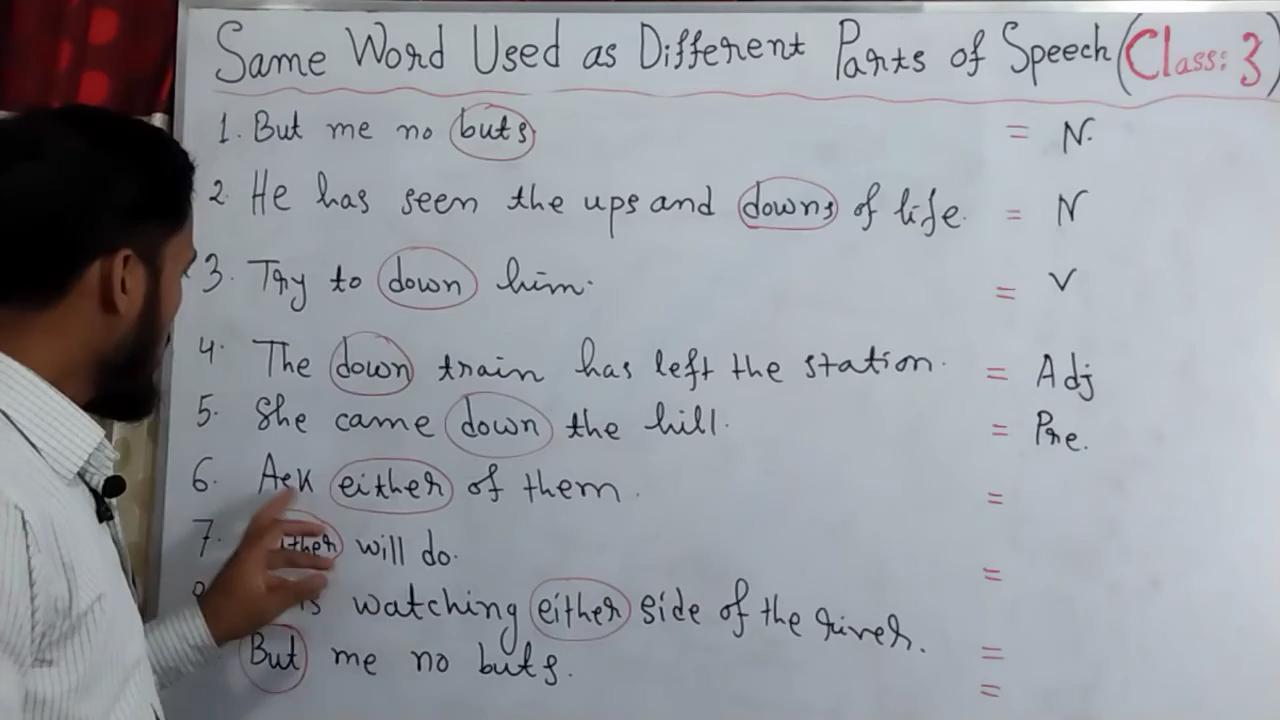 Same Word Used as Different Parts of Speech (Class: 3)
1. But me no buts = N.
2. He has seen the ups and downs of life. = N
3. Try to down him. = V
4. The down train has left the station. = Adj
5. She came down the hill. = Pre.
6. Ask either of them. =
7. will do. =
is watching either side of the river. =
But me no buts. =